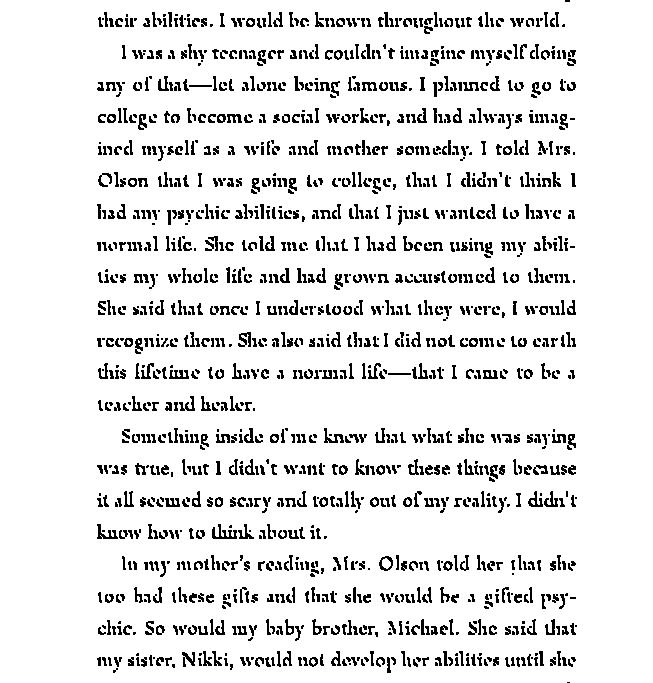 their abilities. I would be known throughout the world.
I was a shy teenager and couldn't imagine myself doing
any of that—let alone being famous. I planned to go to
college to become a social worker, and had always imag-
ined myself as a wife and mother someday. I told Mrs.
Olson that I was going to college, that I didn't think I
had any psychic abilities, and that I just wanted to have a
normal life. She told me that I had been using my abili-
ties my whole life and had grown accustomed to them.
She said that once I understood what they were, I would
recognize them. She also said that I did not come to earth
this lifetime to have a normal life—that I came to be a
teacher and healer.
Something inside of me knew that what she was saying
was true, but I didn't want to know these things because
it all seemed so scary and totally out of my reality. I didn't
know how to think about it.
In my mother's reading, Mrs. Olson told her that she
too had these gifts and that she would be a gifted psy-
chic. So would my baby brother, Michael. She said that
my sister, Nikki, would not develop her abilities until she